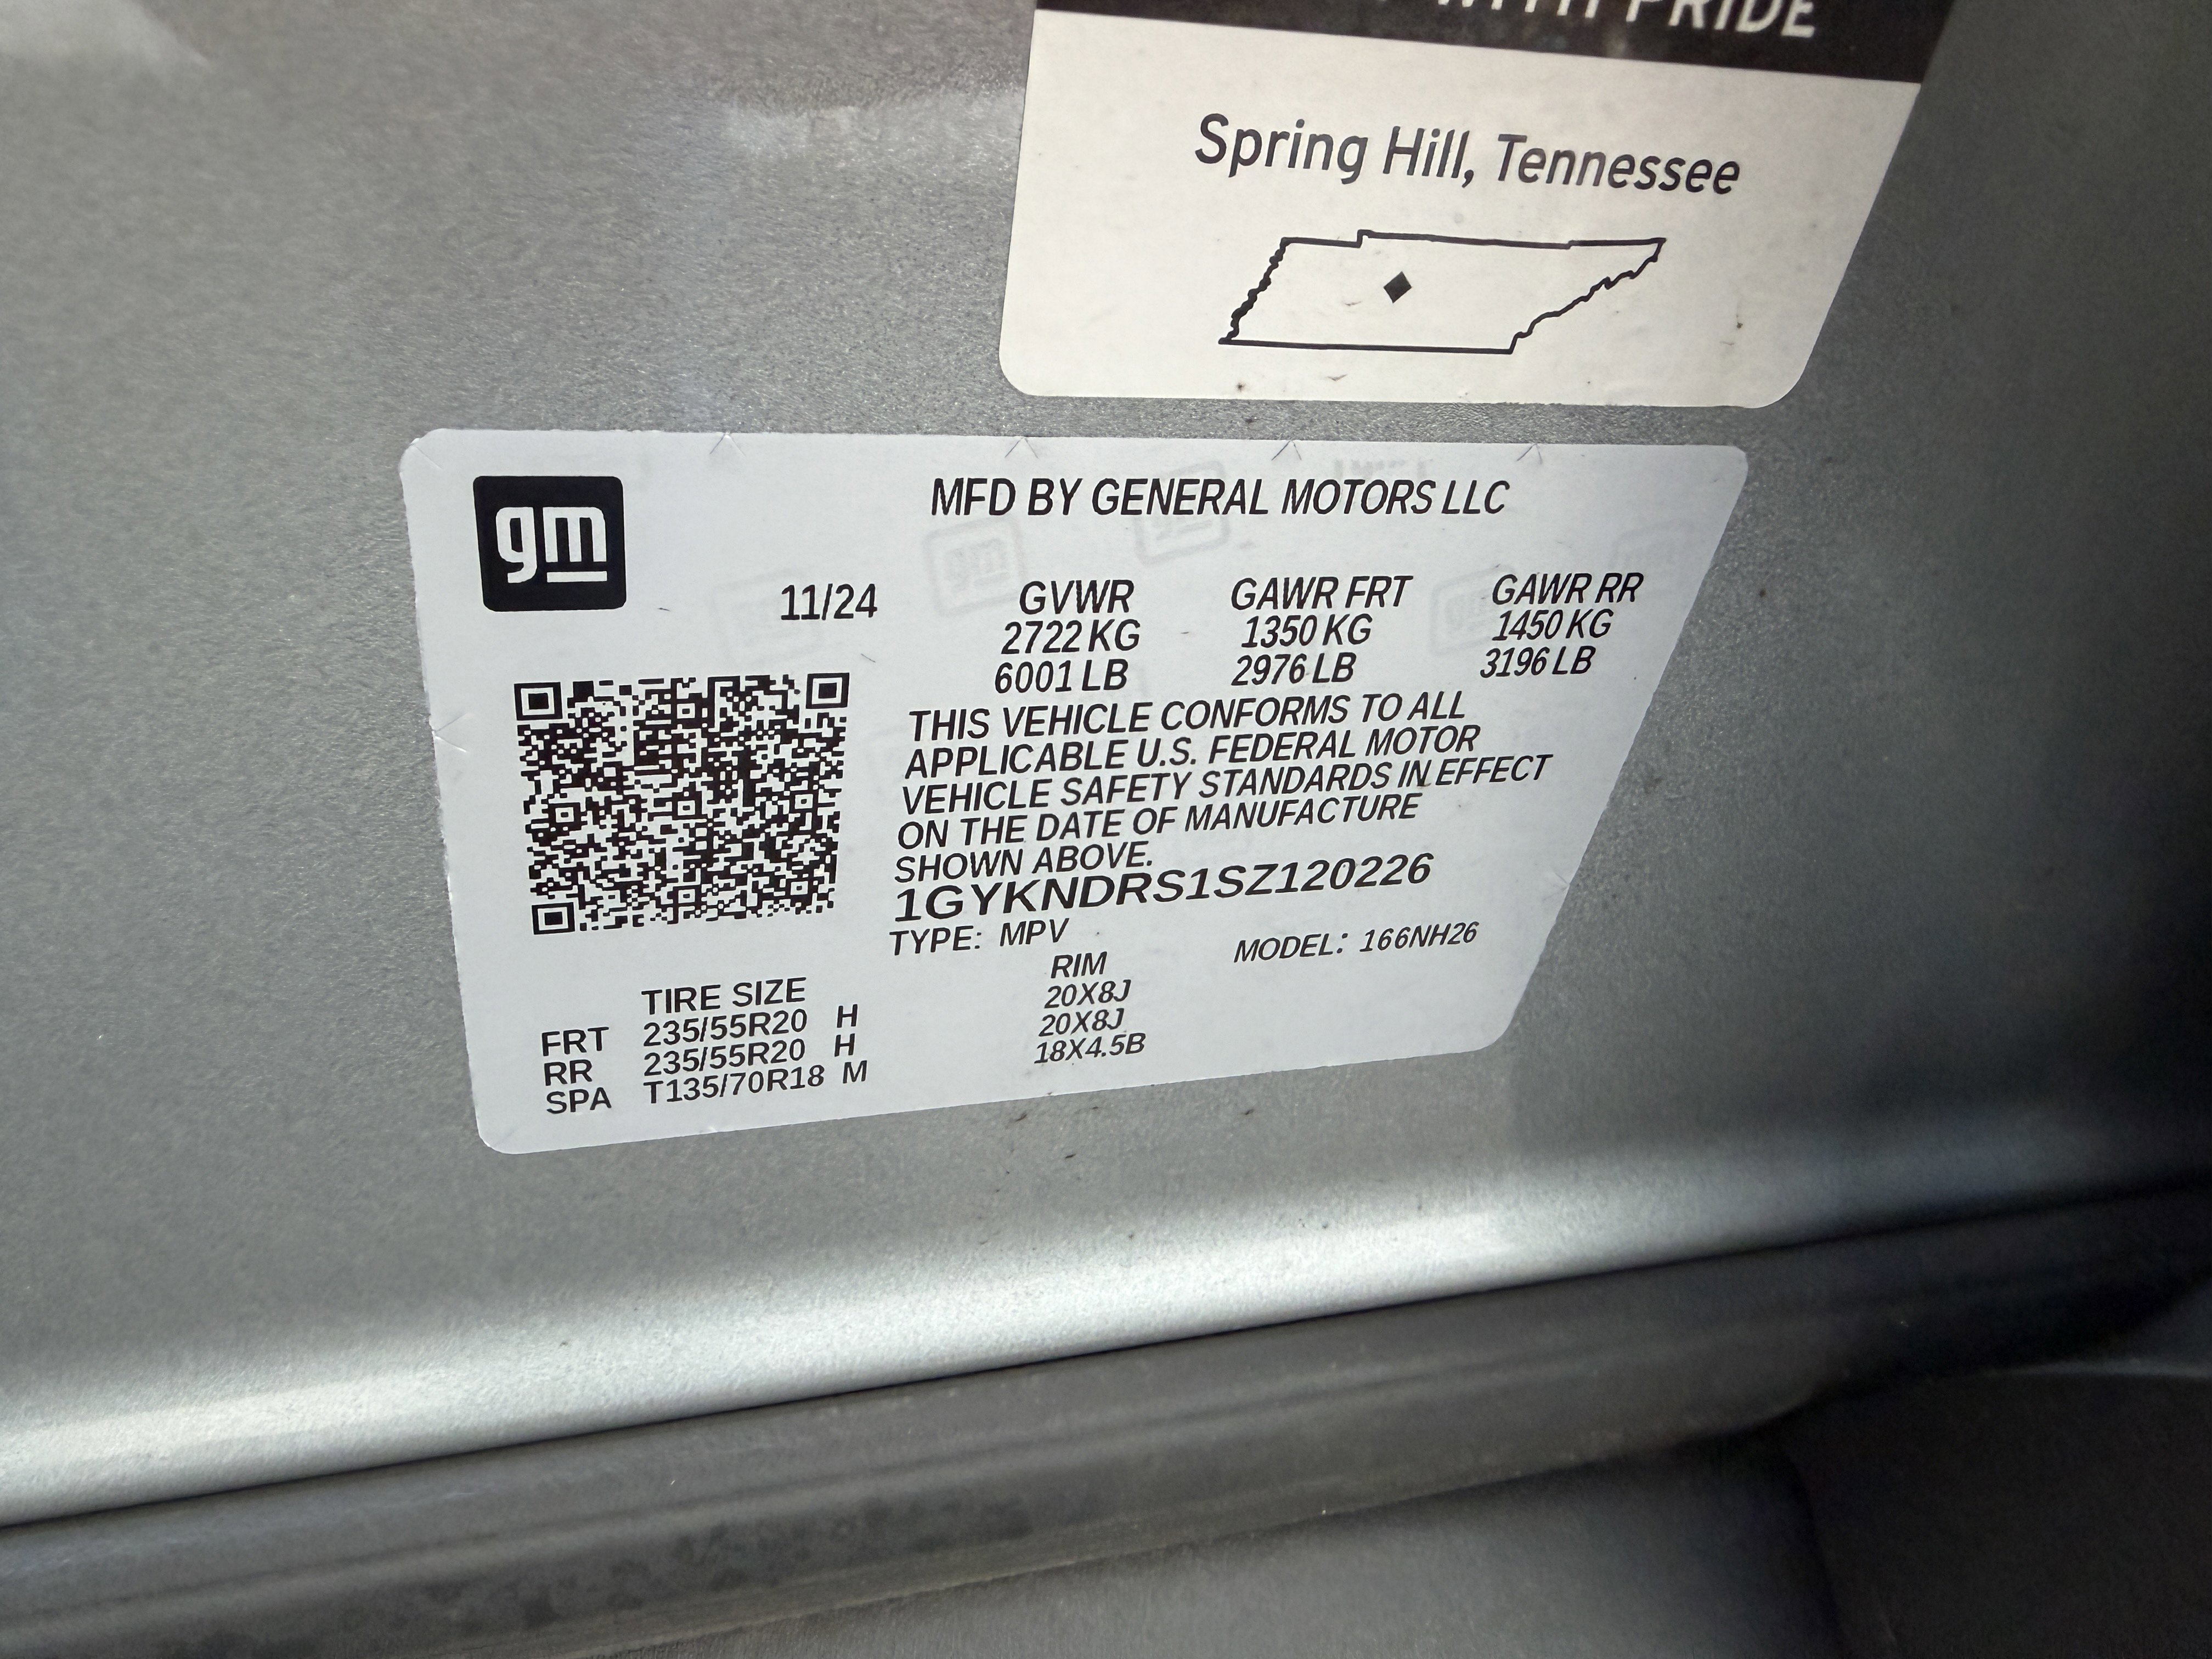 WITH PRIDE
Spring Hill, Tennessee
gm
MFD BY GENERAL MOTORS LLC
11/24 GVWR GAWR FRT GAWR RR
2722 KG 1350 KG 1450 KG
6001 LB 2976 LB 3196 LB
THIS VEHICLE CONFORMS TO ALL
APPLICABLE U.S. FEDERAL MOTOR
VEHICLE SAFETY STANDARDS IN EFFECT
ON THE DATE OF MANUFACTURE
SHOWN ABOVE.
1GYKNDRS1SZ120226
TYPE: MPV MODEL: 166NH26
TIRE SIZE RIM
FRT 235/55R20 H 20X8J
RR 235/55R20 H 20X8J
SPA T135/70R18 M 18X4.5B